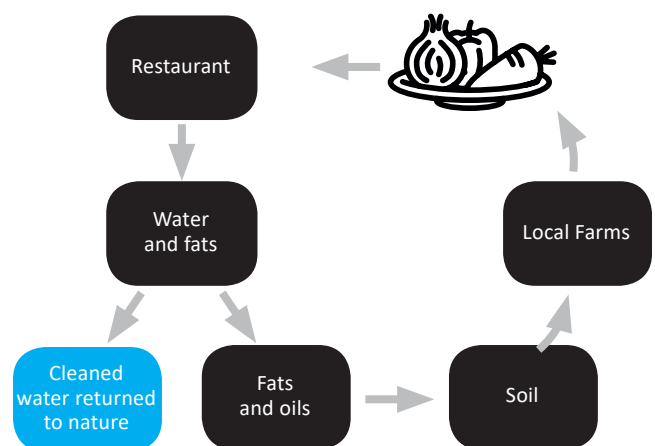 Restaurant
Water
and fats
Local Farms
Cleaned
water returned
to nature
Fats
and oils
Soil